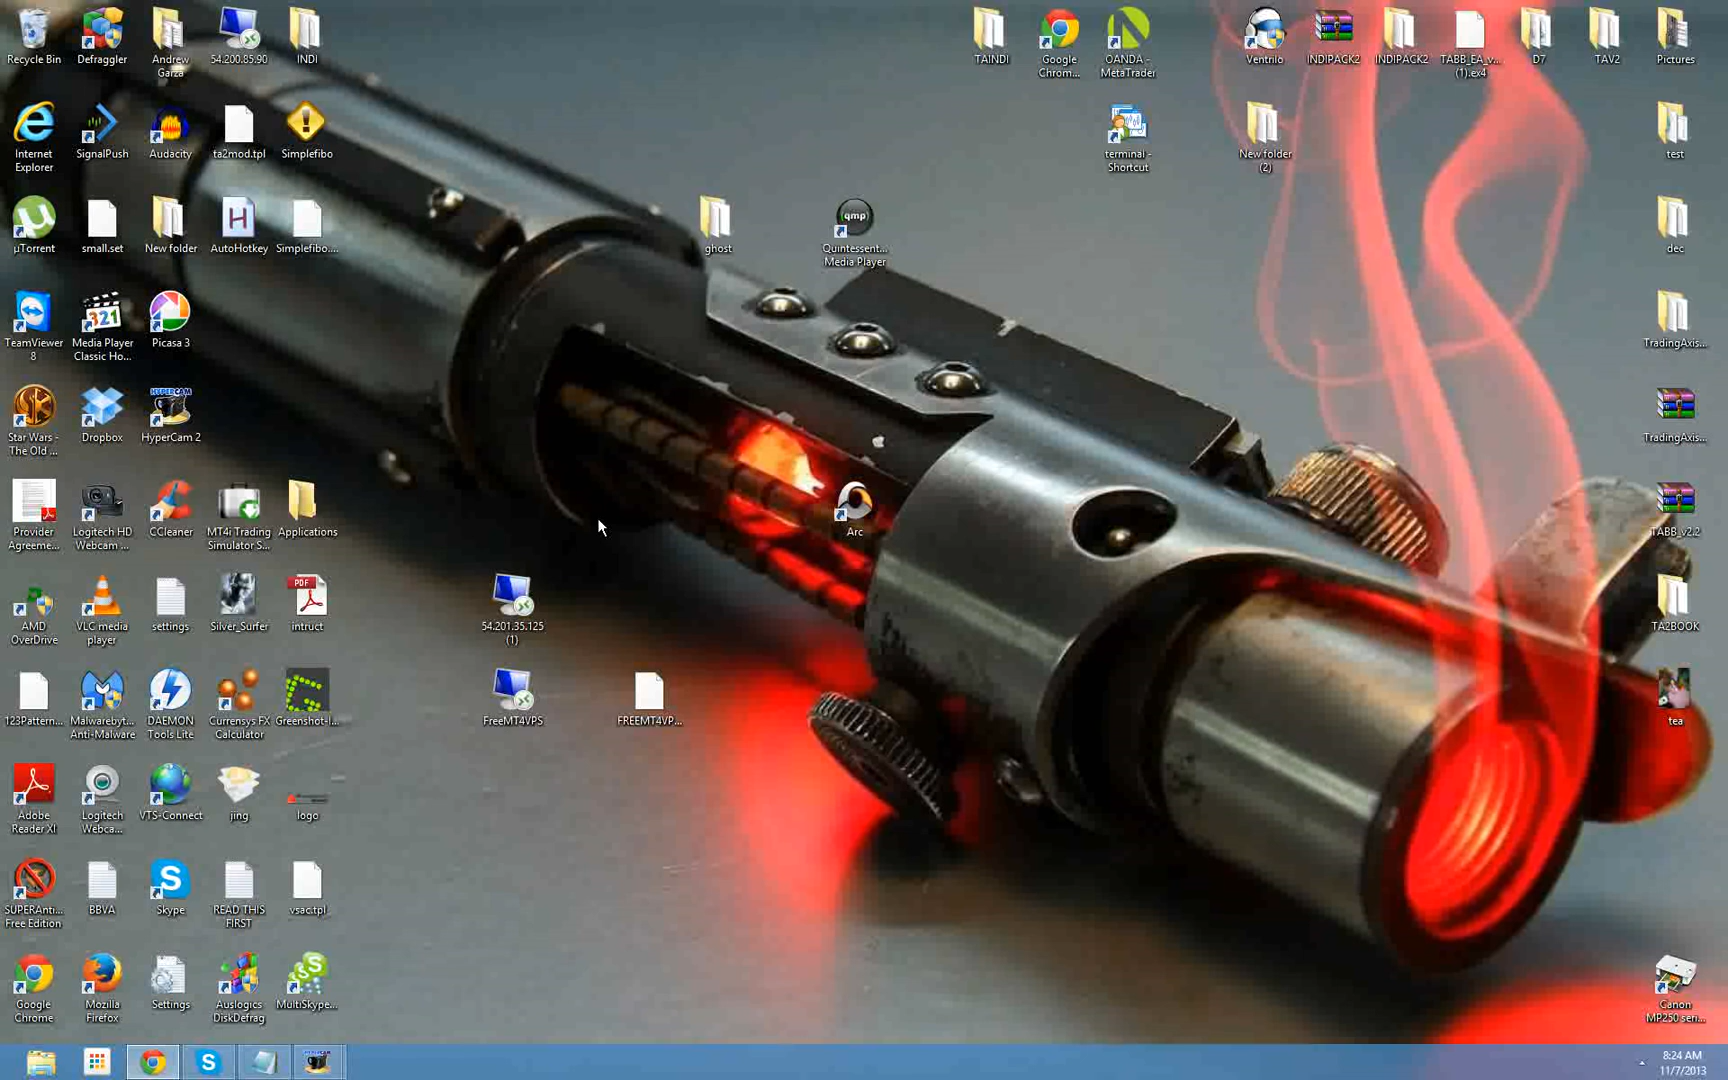 Recycle Bin
Defraggler
Andrew
Garza
54.200.85.90
INDI
TAINDI
Google
Chrom...
OANDA -
MetaTrader
Ventrilo
INDIPACK2
INDIPACK2
TABB_EA_v...
(1).ex4
D7
TAV2
Pictures
Internet
Explorer
SignalPush
Audacity
ta2mod.tpl
Simplefibo
terminal -
Shortcut
New folder
(2)
test
µTorrent
small.set
New folder
H
AutoHotkey
Simplefibo....
ghost
qmp
Quintessent...
Media Player
dec
TeamViewer
8
321
Media Player
Classic Ho...
Picasa 3
TradingAxis...
Star Wars -
The Old ...
Dropbox
HYPERCAM
HyperCam 2
TradingAxis...
Provider
Agreeme...
Logitech HD
Webcam ...
CCleaner
MT4i Trading
Simulator S...
Applications
Arc
TABB_v2.2
AMD
OverDrive
VLC media
player
settings
Silver_Surfer
PDF
intruct
54.201.35.125
(1)
TA2BOOK
123Pattern...
Malwarebyt...
Anti-Malware
DAEMON
Tools Lite
Currensys FX
Calculator
Greenshot-I...
FreeMT4VPS
FREEMT4VP...
tea
Adobe
Reader XI
Logitech
Webca...
VTS-Connect
jing
logo
SUPERAnti...
Free Edition
BBVA
Skype
READ THIS
FIRST
vsac.tpl
Google
Chrome
Mozilla
Firefox
Settings
Auslogics
DiskDefrag
MultiSkype...
Canon
MP250 seri...
8:24 AM
11/7/2013